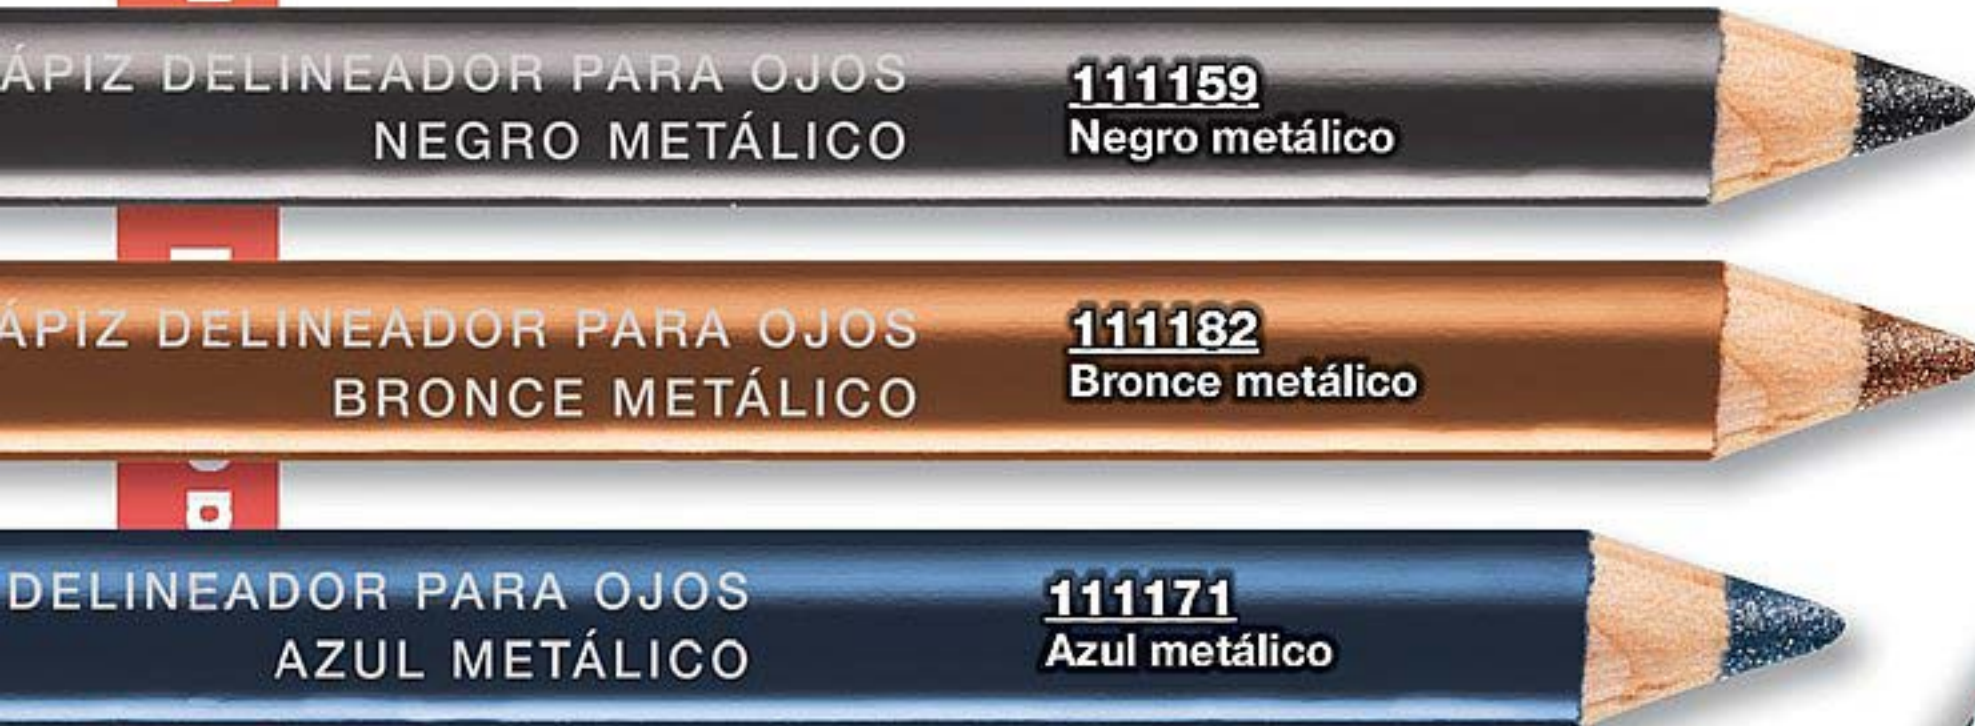 ÁPIZ DELINEADOR PARA OJOS
NEGRO METÁLICO
111159
Negro metálico
ÁPIZ DELINEADOR PARA OJOS
BRONCE METÁLICO
111182
Bronce metálico
DELINEADOR PARA OJOS
AZUL METÁLICO
111171
Azul metálico